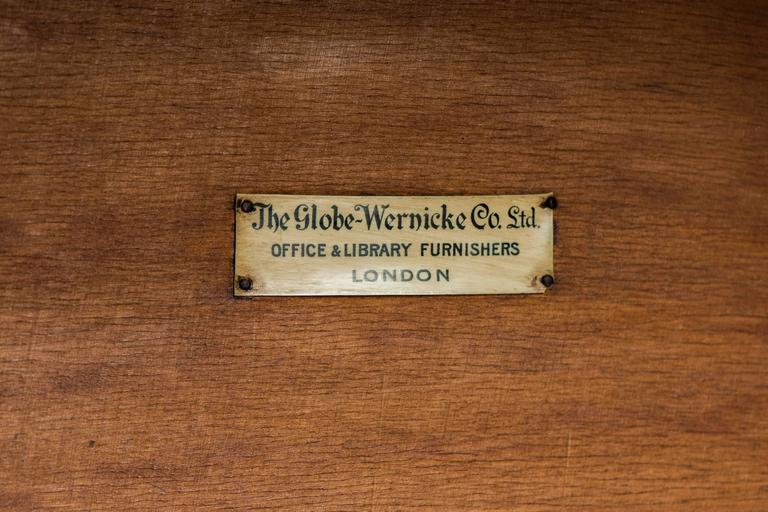 The Globe-Wernicke Co. Ltd.
OFFICE & LIBRARY FURNISHERS
LONDON